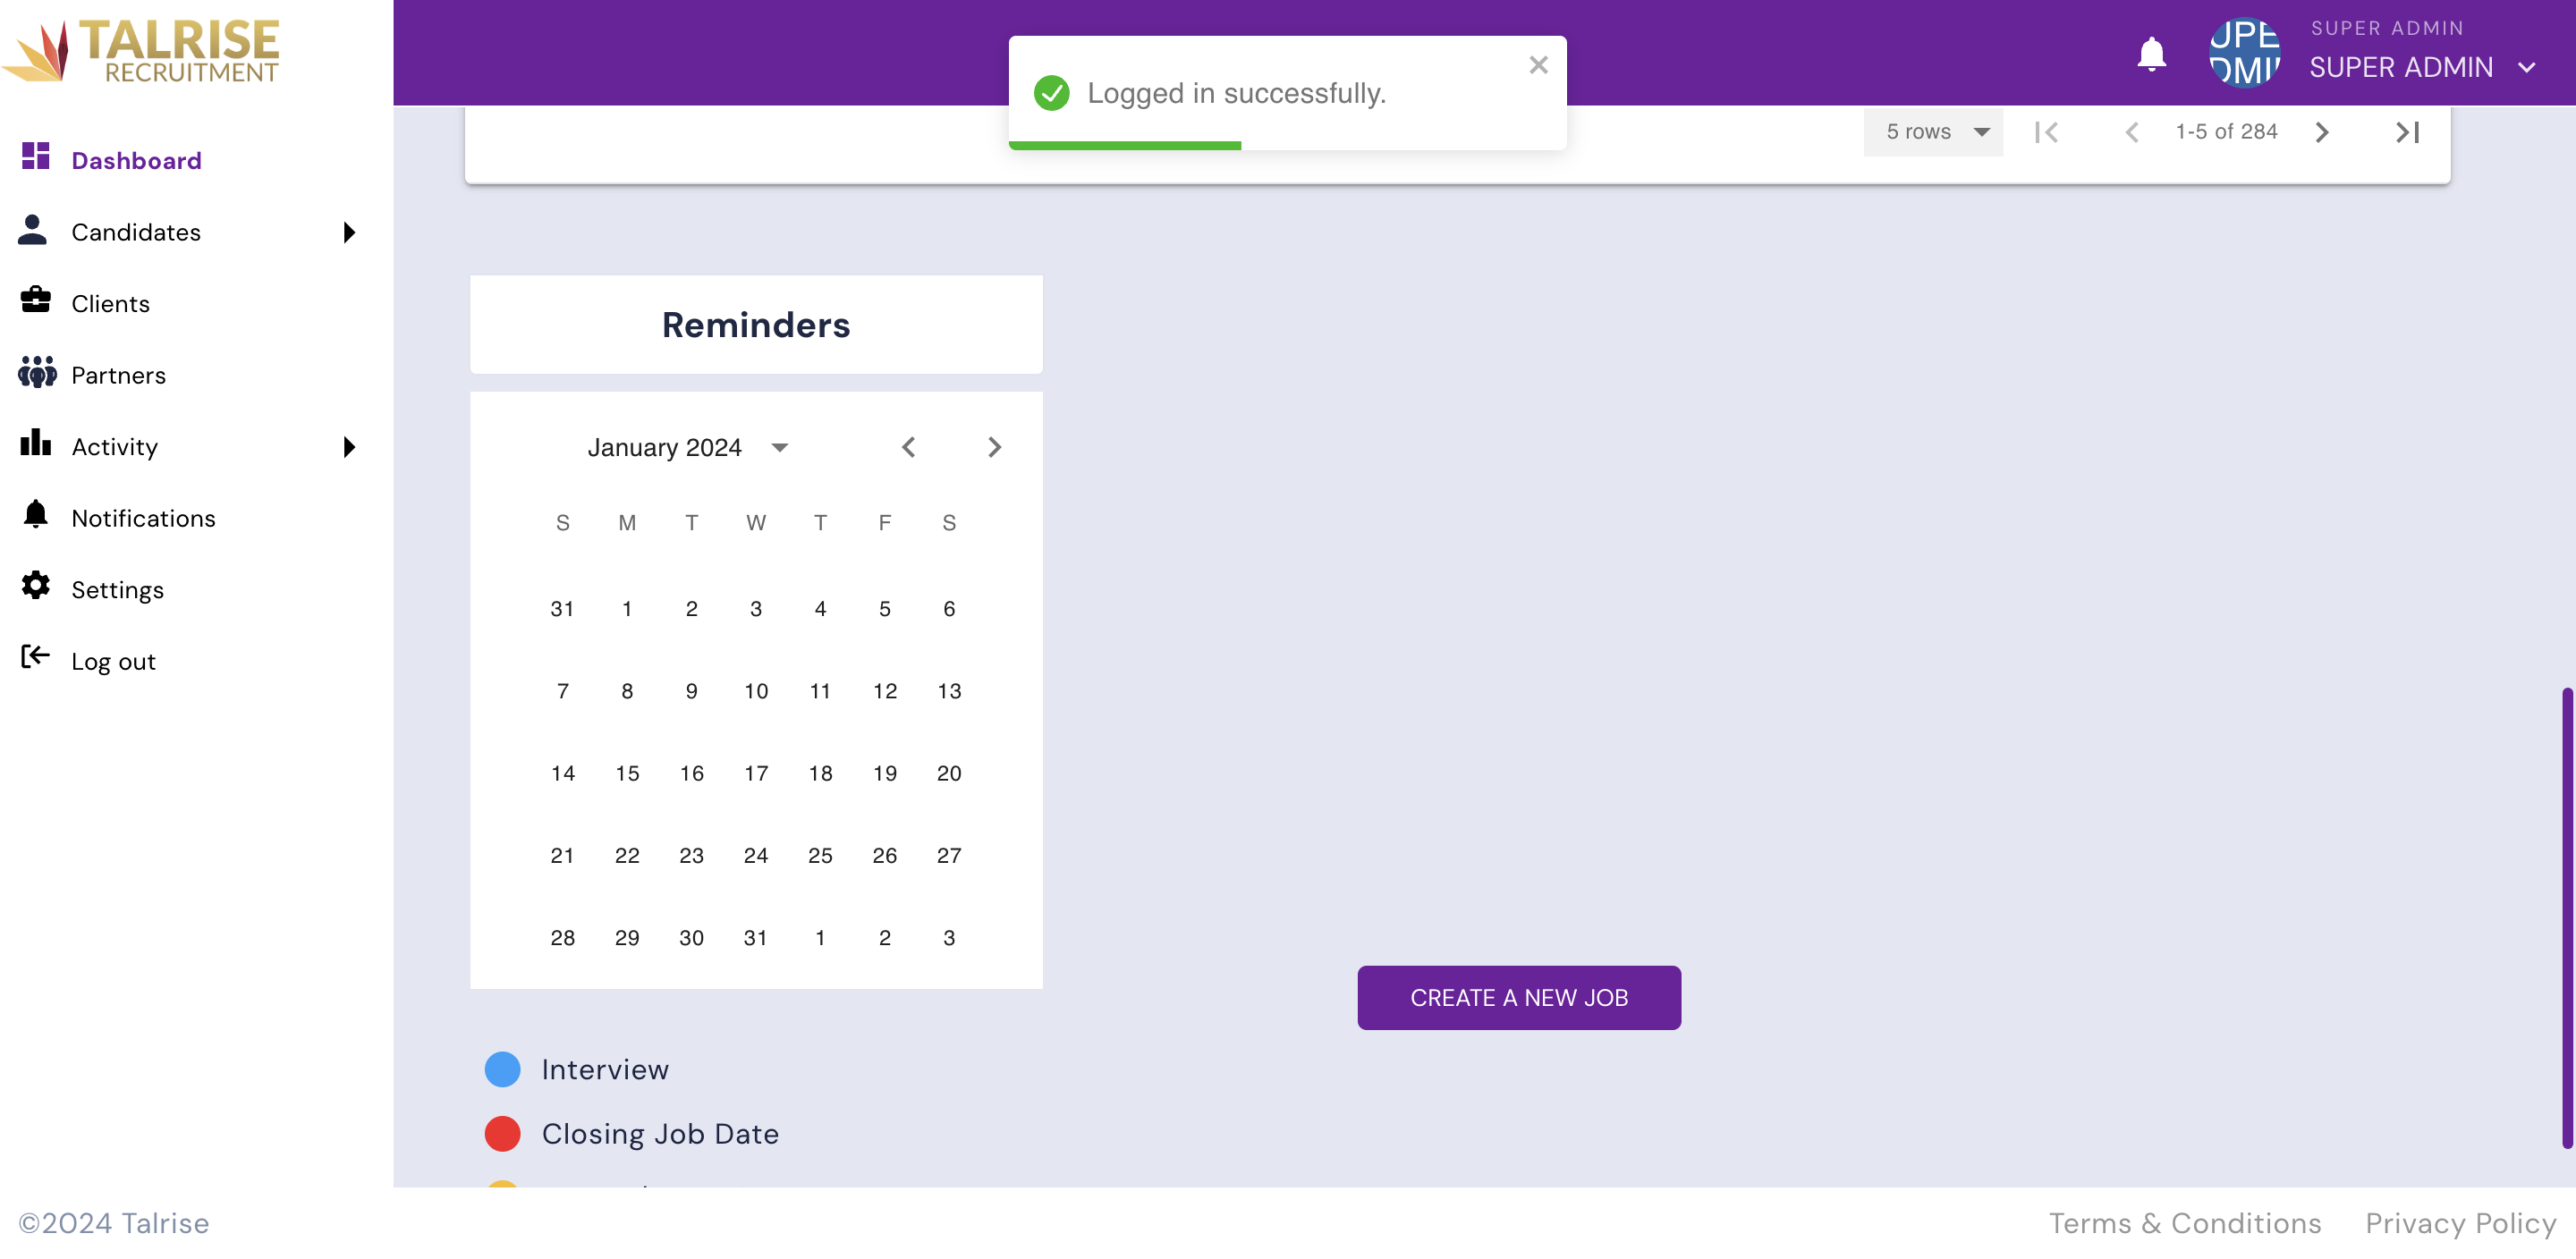 TALRISE
RECRUITMENT
Dashboard
Candidates
Clients
Partners
Activity
Notifications
Settings
Log out
Logged in successfully.
SUPER ADMIN
SUPER ADMIN
5 rows
1-5 of 284
Reminders
January 2024
S M T W T F S
31 1 2 3 4 5 6
7 8 9 10 11 12 13
14 15 16 17 18 19 20
21 22 23 24 25 26 27
28 29 30 31 1 2 3
CREATE A NEW JOB
Interview
Closing Job Date
©2024 Talrise
Terms & Conditions
Privacy Policy